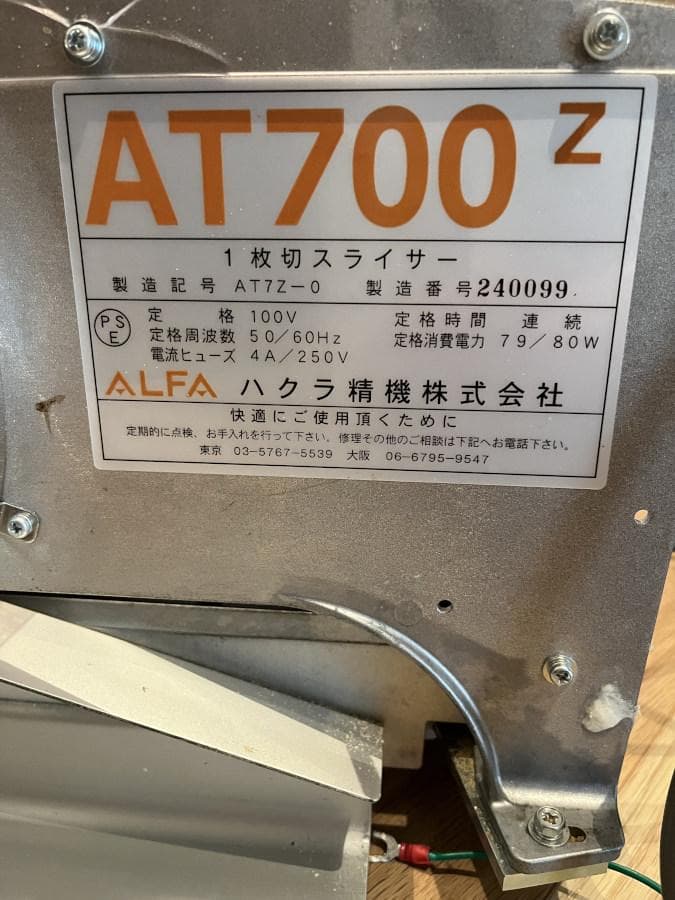 AT700 Z
1枚切スライサー
製造記号 AT7Z-0 製造番号 240099.
PSE
定格 100V 定格時間 連続
定格周波数 50/60Hz 定格消費電力 79/80W
電流ヒューズ 4A/250V
ALFA ハクラ精機株式会社
快適にご使用頂くために
定期的に点検、お手入れを行って下さい。修理その他のご相談は下記へお電話下さい。
東京 03-5767-5539 大阪 06-6795-9547